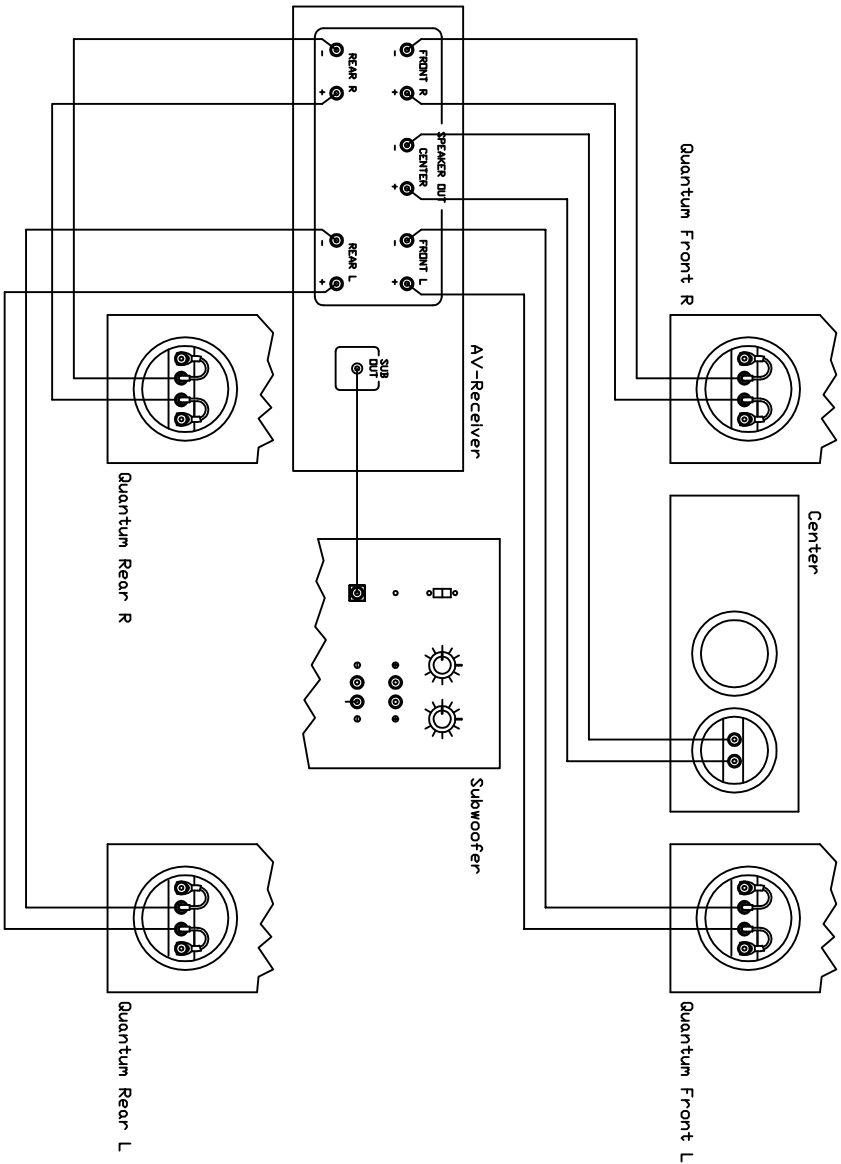 Quantum Front R
Center
Quantum Front L
AV-Receiver
Subwoofer
SPEAKER OUT
FRONT R
CENTER
FRONT L
- +
- +
- +
SUB
OUT
REAR R
REAR L
- +
- +
Quantum Rear R
Quantum Rear L